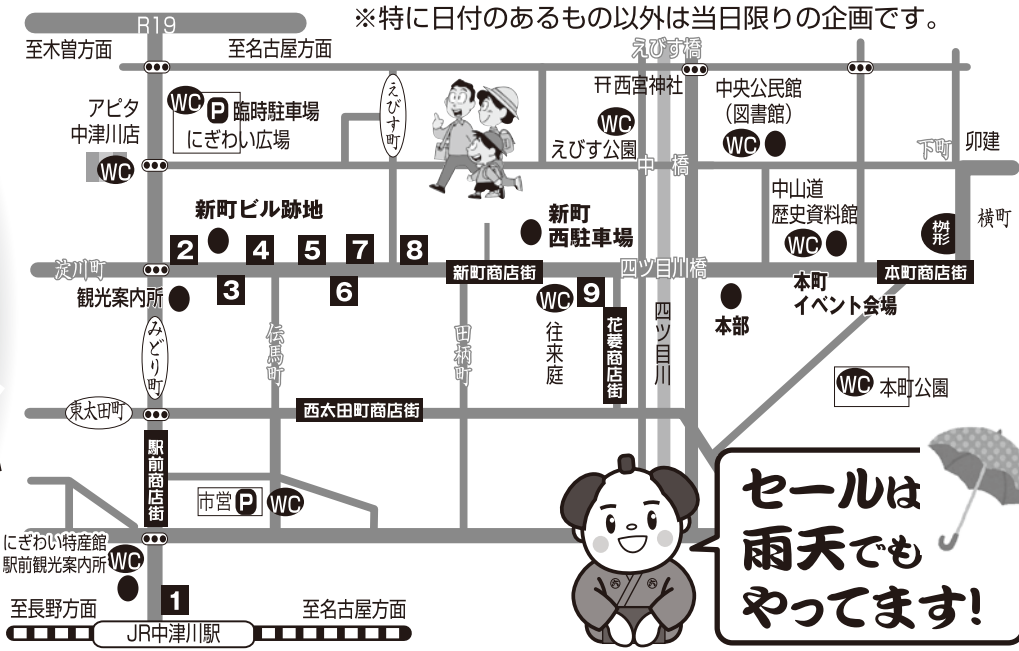 ※特に日付のあるもの以外は当日限りの企画です。
R19
至木曽方面
至名古屋方面
えびす橋
アピタ
中津川店
WC
WC P 臨時駐車場
にぎわい広場
えびす町
西宮神社
WC
えびす公園
中央公民館
(図書館)
WC
下町
卯建
中橋
中山道
歴史資料館
WC
桝形
横町
新町ビル跡地
新町
西駐車場
2
4
5
7
8
淀川町
新町商店街
四ツ目川橋
本町商店街
観光案内所
3
6
WC
9
往来庭
花菱商店街
四ツ目川
本部
本町
イベント会場
みどり町
伝馬町
田柄町
WC 本町公園
東太田町
西太田町商店街
駅前商店街
市営 P WC
にぎわい特産館
駅前観光案内所
WC
1
至長野方面
至名古屋方面
JR中津川駅
セールは
雨天でも
やってます!